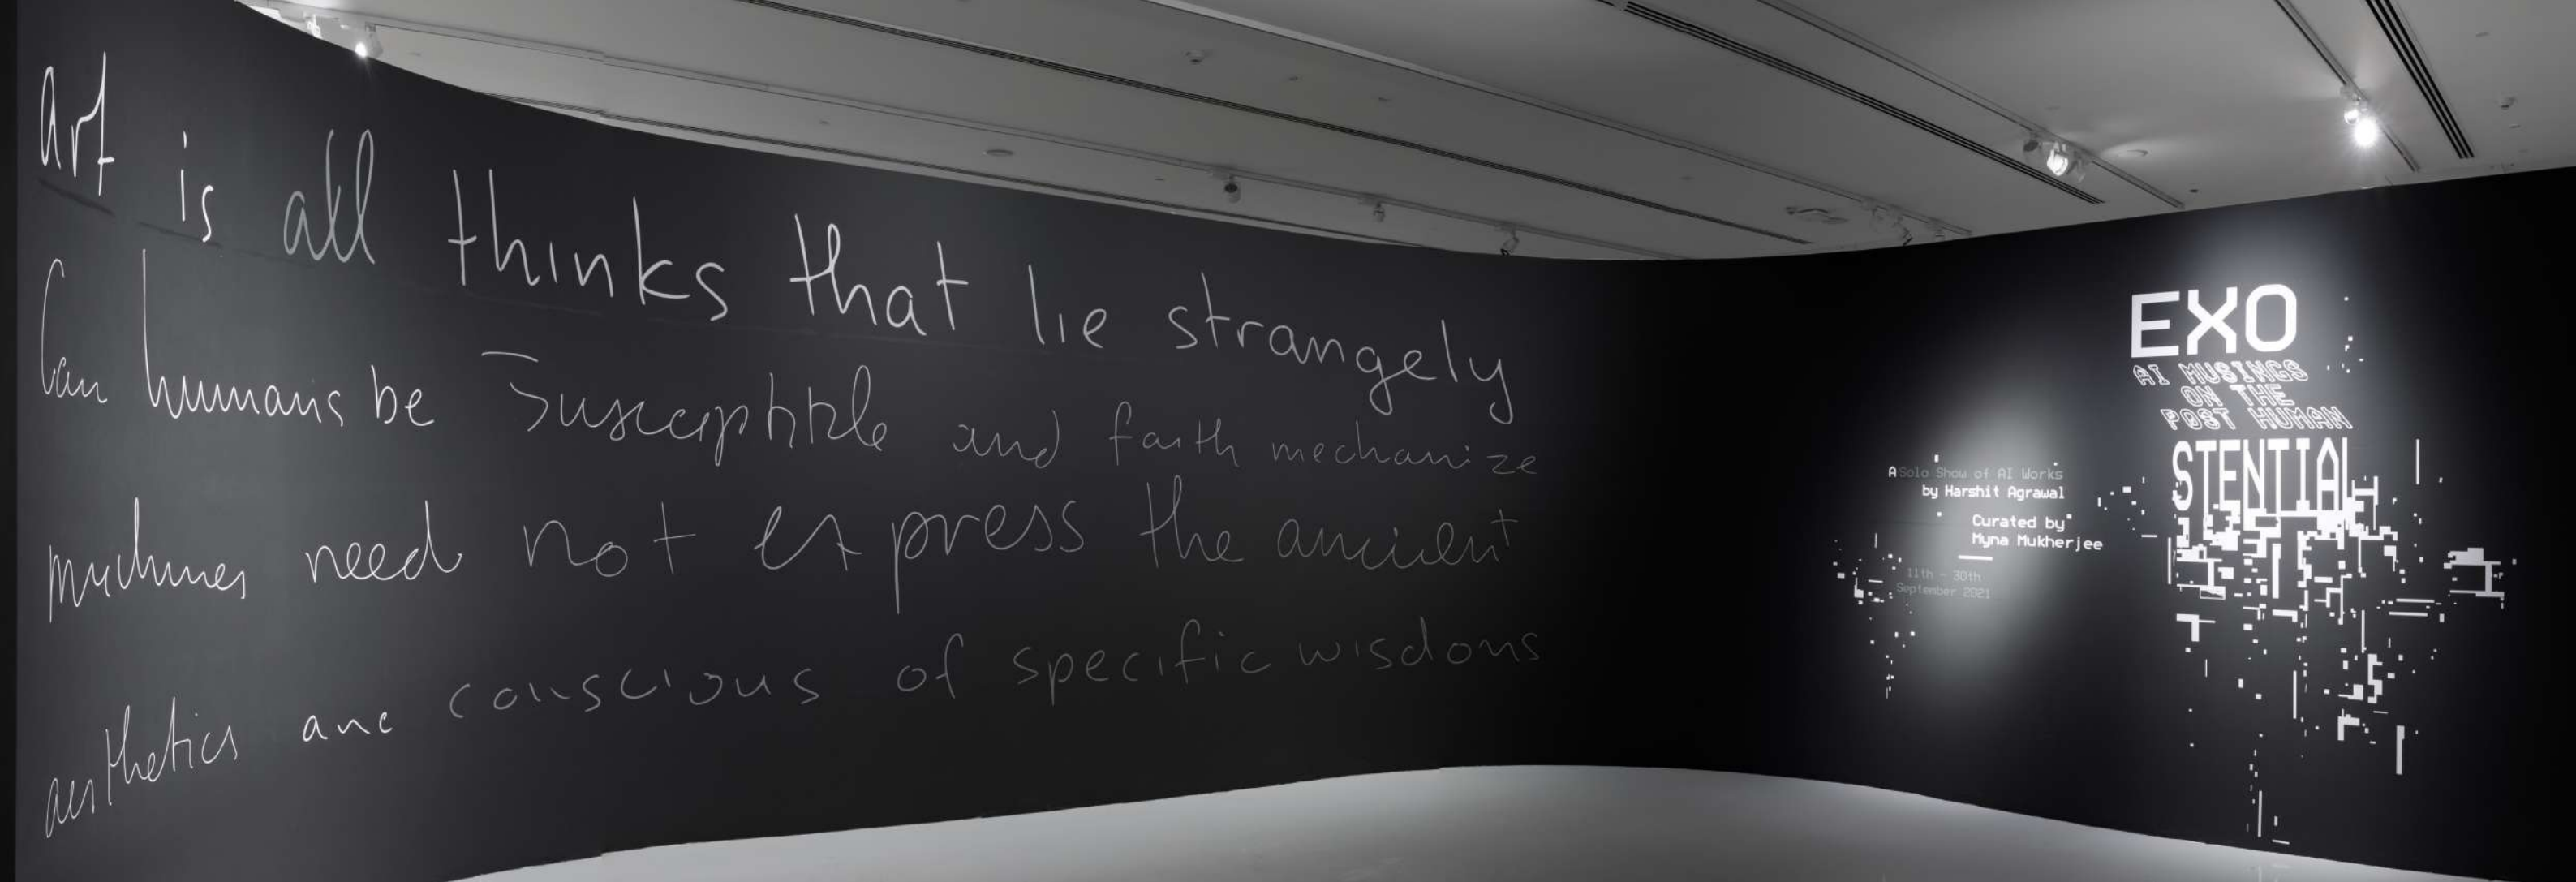 Art is all thinks that lie strangely
Can humans be Susceptible and faith mechanize
machines need not express the ancient
aesthetics and conscious of specific wisdoms
EXO
AI MUSINGS
ON THE
POST HUMAN
STENTIAL
A Solo Show of AI Works
by Harshit Agrawal
Curated by
Myna Mukherjee
11th - 30th
September 2021